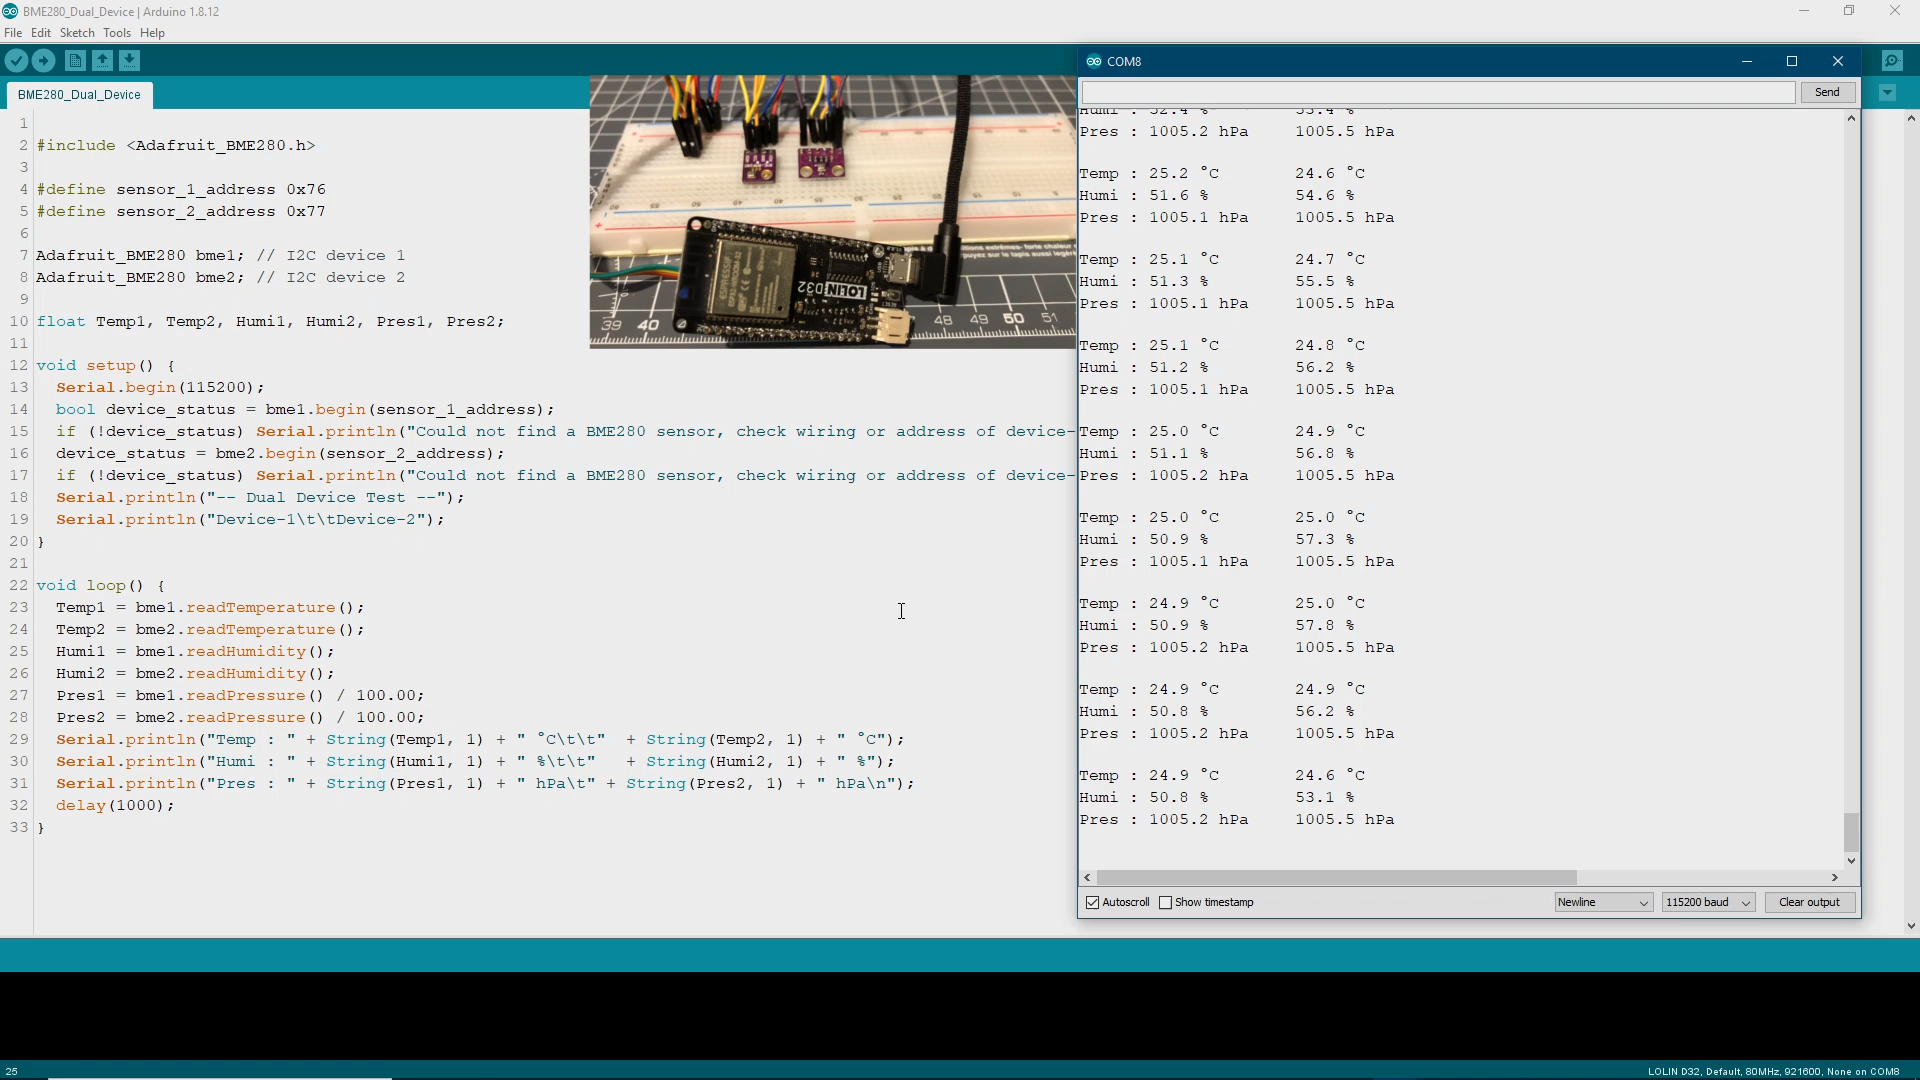 BME280_Dual_Device | Arduino 1.8.12
File Edit Sketch Tools Help
BME280_Dual_Device
1
2 #include <Adafruit_BME280.h>
3
4 #define sensor_1_address 0x76
5 #define sensor_2_address 0x77
6
7 Adafruit_BME280 bme1; // I2C device 1
8 Adafruit_BME280 bme2; // I2C device 2
9
10 float Temp1, Temp2, Humi1, Humi2, Pres1, Pres2;
11
12 void setup() {
13 Serial.begin(115200);
14 bool device_status = bme1.begin(sensor_1_address);
15 if (!device_status) Serial.println("Could not find a BME280 sensor, check wiring or address of device-
16 device_status = bme2.begin(sensor_2_address);
17 if (!device_status) Serial.println("Could not find a BME280 sensor, check wiring or address of device-
18 Serial.println("-- Dual Device Test --");
19 Serial.println("Device-1\t\tDevice-2");
20 }
21
22 void loop() {
23 Temp1 = bme1.readTemperature();
24 Temp2 = bme2.readTemperature();
25 Humi1 = bme1.readHumidity();
26 Humi2 = bme2.readHumidity();
27 Pres1 = bme1.readPressure() / 100.00;
28 Pres2 = bme2.readPressure() / 100.00;
29 Serial.println("Temp : " + String(Temp1, 1) + " °C\t\t" + String(Temp2, 1) + " °C");
30 Serial.println("Humi : " + String(Humi1, 1) + " %\t\t" + String(Humi2, 1) + " %");
31 Serial.println("Pres : " + String(Pres1, 1) + " hPa\t" + String(Pres2, 1) + " hPa\n");
32 delay(1000);
33 }
LOLIN D32
39 40 48 49 50 51
COM8
Send
Humi : 52.4 % 53.4 %
Pres : 1005.2 hPa 1005.5 hPa
Temp : 25.2 °C 24.6 °C
Humi : 51.6 % 54.6 %
Pres : 1005.1 hPa 1005.5 hPa
Temp : 25.1 °C 24.7 °C
Humi : 51.3 % 55.5 %
Pres : 1005.1 hPa 1005.5 hPa
Temp : 25.1 °C 24.8 °C
Humi : 51.2 % 56.2 %
Pres : 1005.1 hPa 1005.5 hPa
Temp : 25.0 °C 24.9 °C
Humi : 51.1 % 56.8 %
Pres : 1005.2 hPa 1005.5 hPa
Temp : 25.0 °C 25.0 °C
Humi : 50.9 % 57.3 %
Pres : 1005.1 hPa 1005.5 hPa
Temp : 24.9 °C 25.0 °C
Humi : 50.9 % 57.8 %
Pres : 1005.2 hPa 1005.5 hPa
Temp : 24.9 °C 24.9 °C
Humi : 50.8 % 56.2 %
Pres : 1005.2 hPa 1005.5 hPa
Temp : 24.9 °C 24.6 °C
Humi : 50.8 % 53.1 %
Pres : 1005.2 hPa 1005.5 hPa
Autoscroll Show timestamp Newline 115200 baud Clear output
25 LOLIN D32, Default, 80MHz, 921600, None on COM8